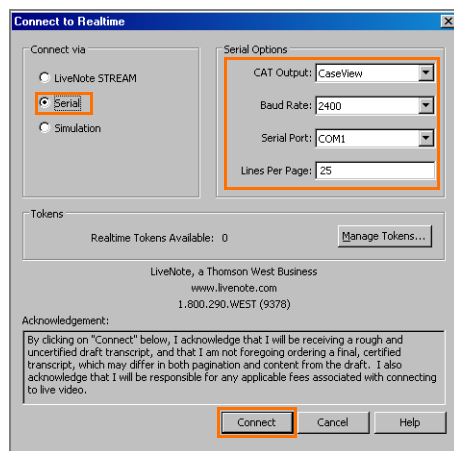 Connect to Realtime
Connect via
LiveNote STREAM
Serial
Simulation
Serial Options
CAT Output: CaseView
Baud Rate: 2400
Serial Port: COM1
Lines Per Page: 25
Tokens
Realtime Tokens Available: 0
Manage Tokens...
LiveNote, a Thomson West Business
www.livenote.com
1.800.290.WEST (9378)
Acknowledgement:
By clicking on "Connect" below, I acknowledge that I will be receiving a rough and
uncertified draft transcript, and that I am not foregoing ordering a final, certified
transcript, which may differ in both pagination and content from the draft. I also
acknowledge that I will be responsible for any applicable fees associated with connecting
to live video.
Connect Cancel Help